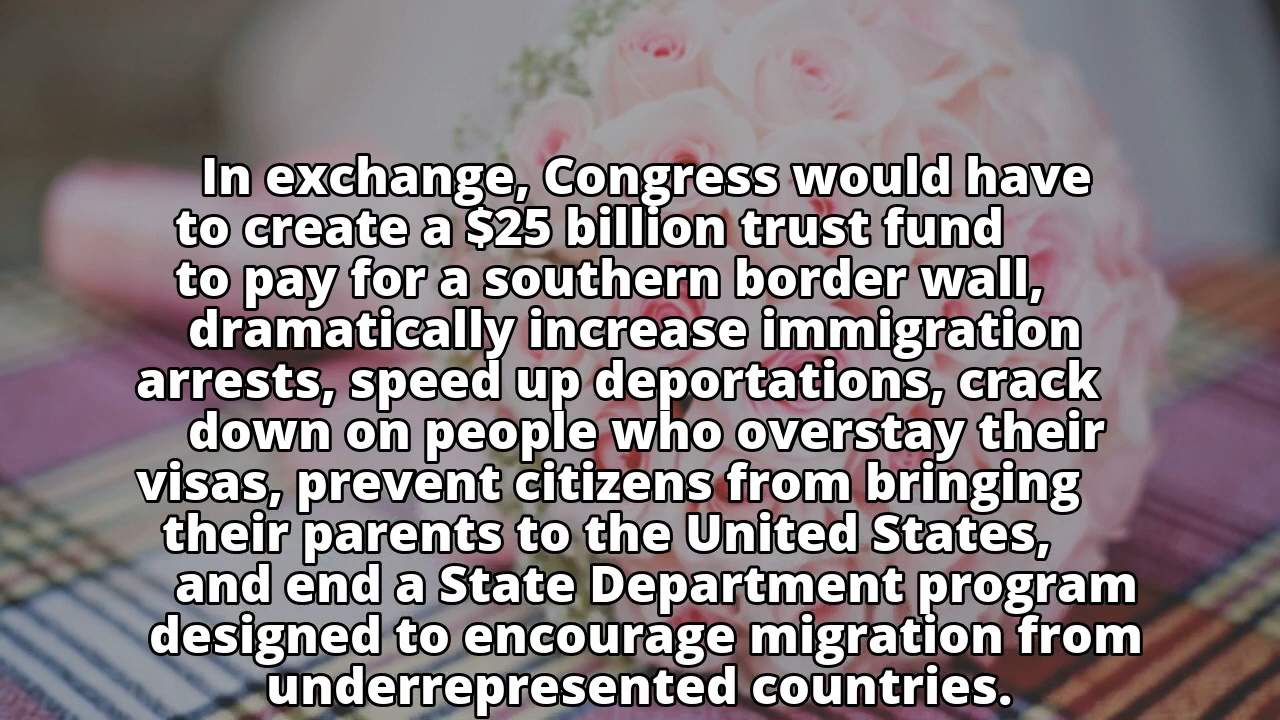 In exchange, Congress would have
to create a $25 billion trust fund
to pay for a southern border wall,
dramatically increase immigration
arrests, speed up deportations, crack
down on people who overstay their
visas, prevent citizens from bringing
their parents to the United States,
and end a State Department program
designed to encourage migration from
underrepresented countries.